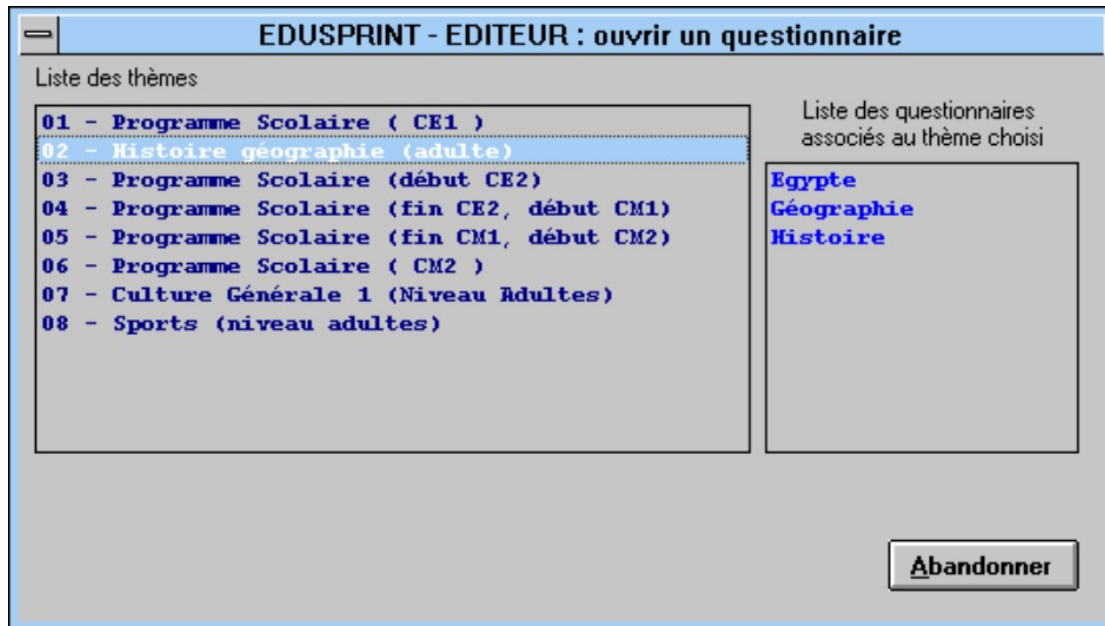 EDUSPRINT - EDITEUR : ouvrir un questionnaire
Liste des thèmes
01 - Programme Scolaire ( CE1 )
02 - Histoire géographie (adulte)
03 - Programme Scolaire (début CE2)
04 - Programme Scolaire (fin CE2, début CM1)
05 - Programme Scolaire (fin CM1, début CM2)
06 - Programme Scolaire ( CM2 )
07 - Culture Générale 1 (Niveau Adultes)
08 - Sports (niveau adultes)
Liste des questionnaires
associés au thème choisi
Egypte
Géographie
Histoire
Abandonner